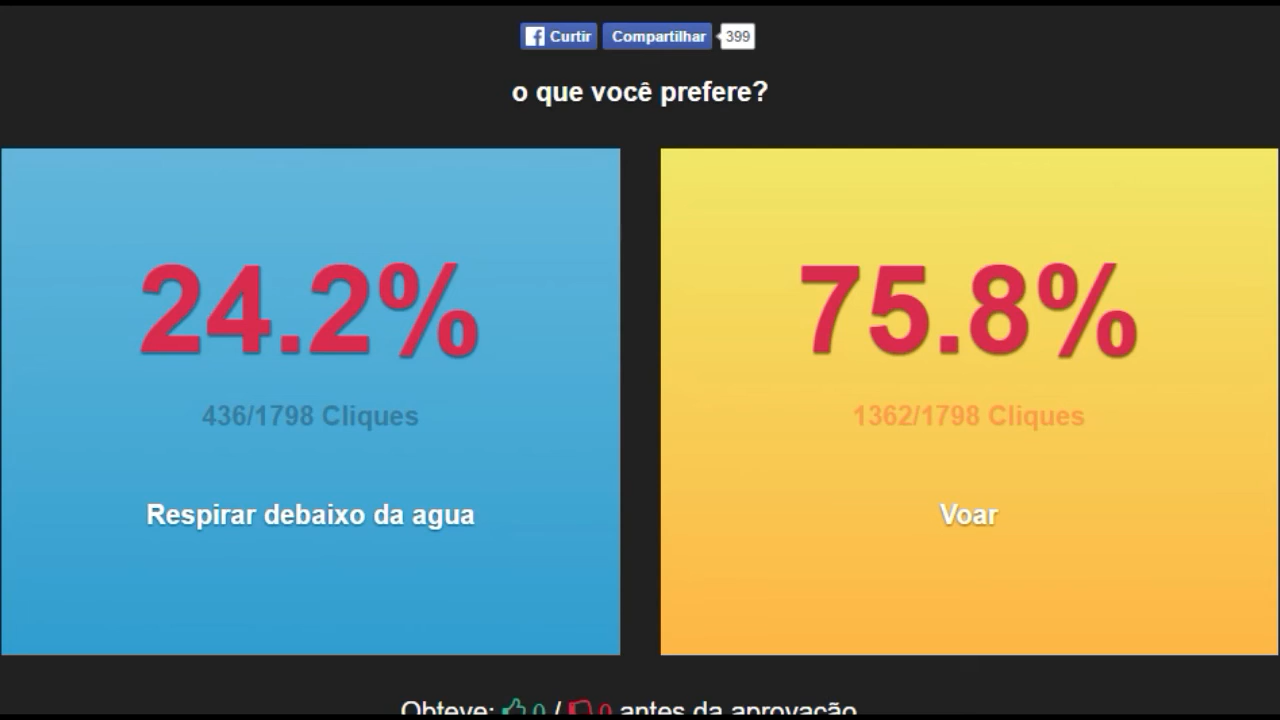 Curtir Compartilhar 399
o que você prefere?
24.2%
436/1798 Cliques
Respirar debaixo da agua
75.8%
1362/1798 Cliques
Voar
Obteve: 0 / 0 antes da aprovação